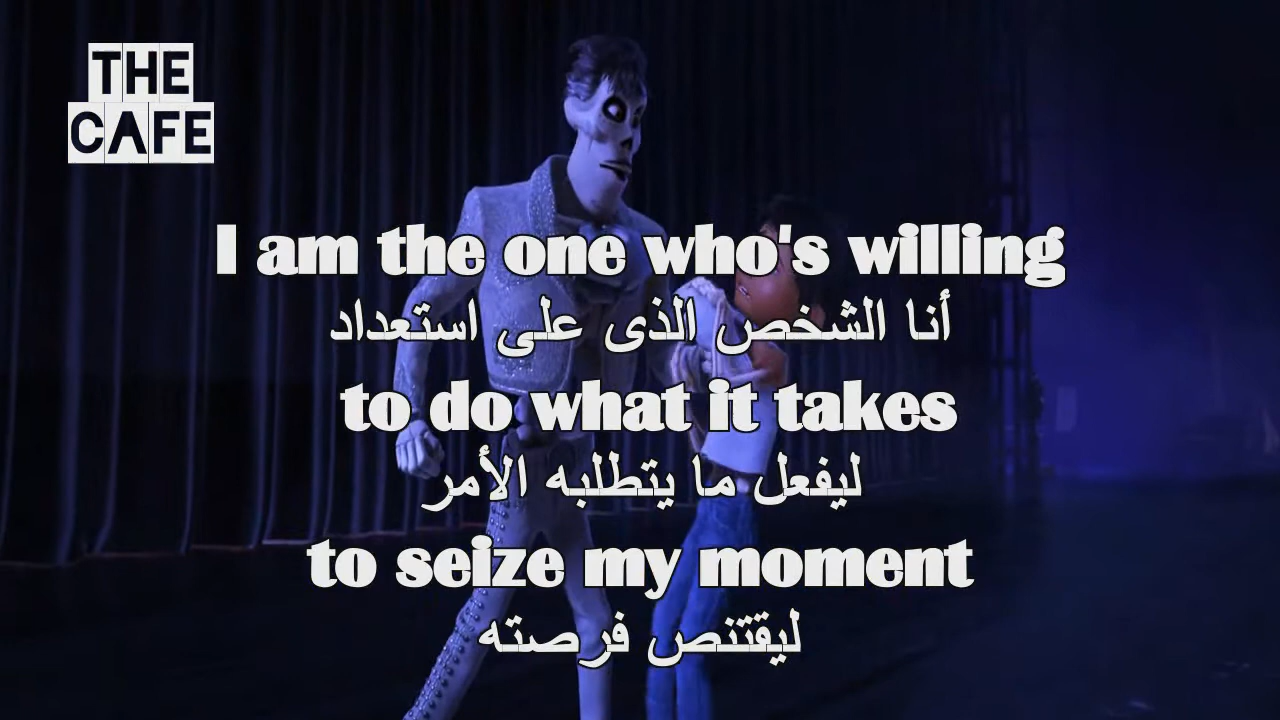 THE
CAFE
I am the one who's willing
أنا الشخص الذى على استعداد
to do what it takes
ليفعل ما يتطلبه الأمر
to seize my moment
ليقتنص فرصته